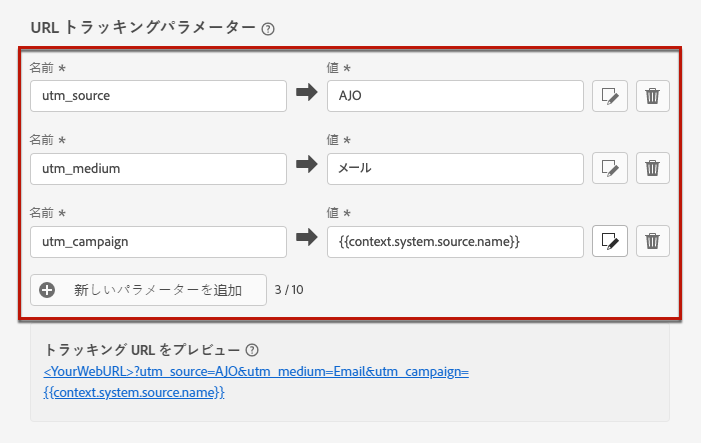 URL トラッキングパラメーター ?
名前 * 値 *
utm_source AJO
名前 * 値 *
utm_medium メール
名前 * 値 *
utm_campaign {{context.system.source.name}}
新しいパラメーターを追加 3 / 10
トラッキング URL をプレビュー ?
<YourWebURL>?utm_source=AJO&utm_medium=Email&utm_campaign=
{{context.system.source.name}}